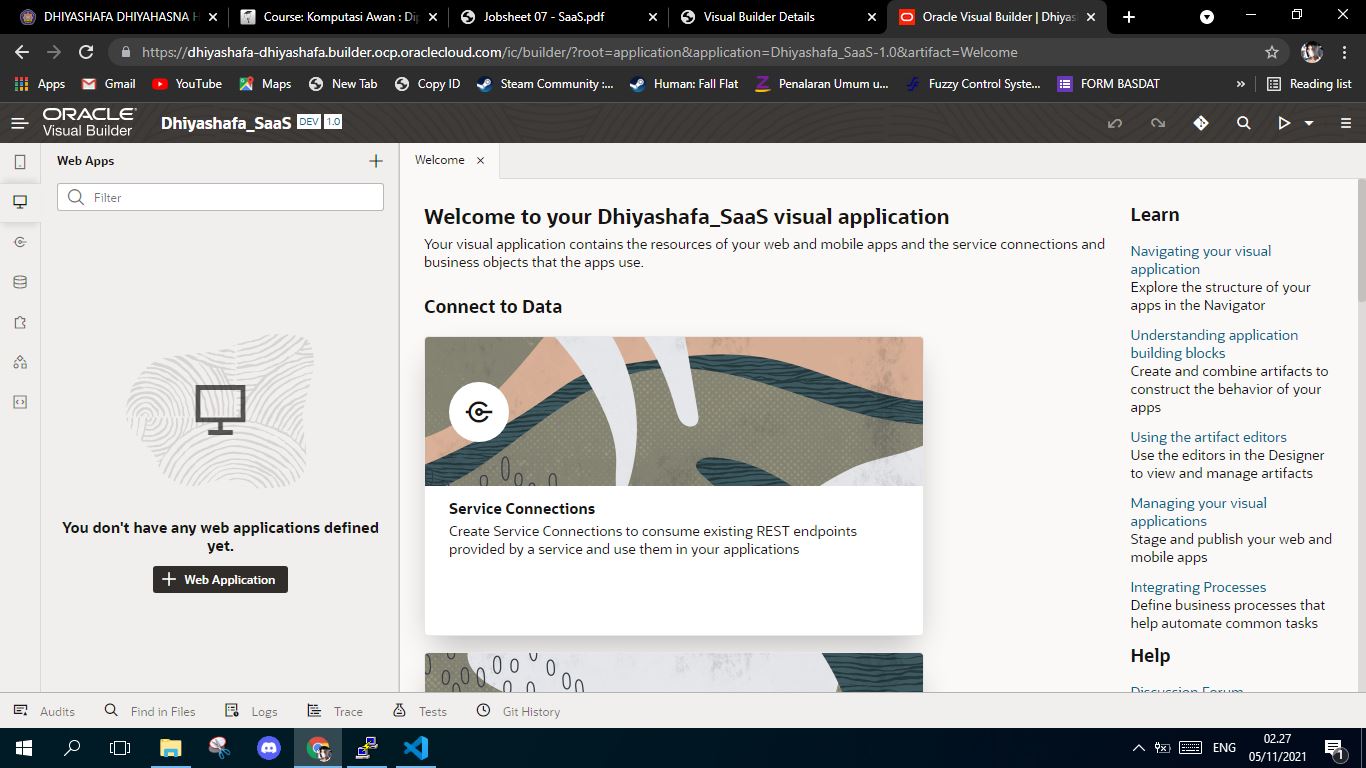 DHIYASHAFA DHIYAHASNA H
Course: Komputasi Awan : Dip
Jobsheet 07 - SaaS.pdf
Visual Builder Details
Oracle Visual Builder | Dhiyash
https://dhiyashafa-dhiyashafa.builder.ocp.oraclecloud.com/ic/builder/?root=application&application=Dhiyashafa_SaaS-1.0&artifact=Welcome
Apps
Gmail
YouTube
Maps
New Tab
Copy ID
Steam Community :...
Human: Fall Flat
Penalaran Umum u...
Fuzzy Control Syste...
FORM BASDAT
»
Reading list
ORACLE
Visual Builder
Dhiyashafa_SaaS DEV 1.0
Web Apps
Filter
You don't have any web applications defined
yet.
Web Application
Welcome
Welcome to your Dhiyashafa_SaaS visual application
Your visual application contains the resources of your web and mobile apps and the service connections and
business objects that the apps use.
Connect to Data
Service Connections
Create Service Connections to consume existing REST endpoints
provided by a service and use them in your applications
Learn
Navigating your visual
application
Explore the structure of your
apps in the Navigator
Understanding application
building blocks
Create and combine artifacts to
construct the behavior of your
apps
Using the artifact editors
Use the editors in the Designer
to view and manage artifacts
Managing your visual
applications
Stage and publish your web and
mobile apps
Integrating Processes
Define business processes that
help automate common tasks
Help
Discussion Forum
Audits
Find in Files
Logs
Trace
Tests
Git History
ENG
02.27
05/11/2021
1